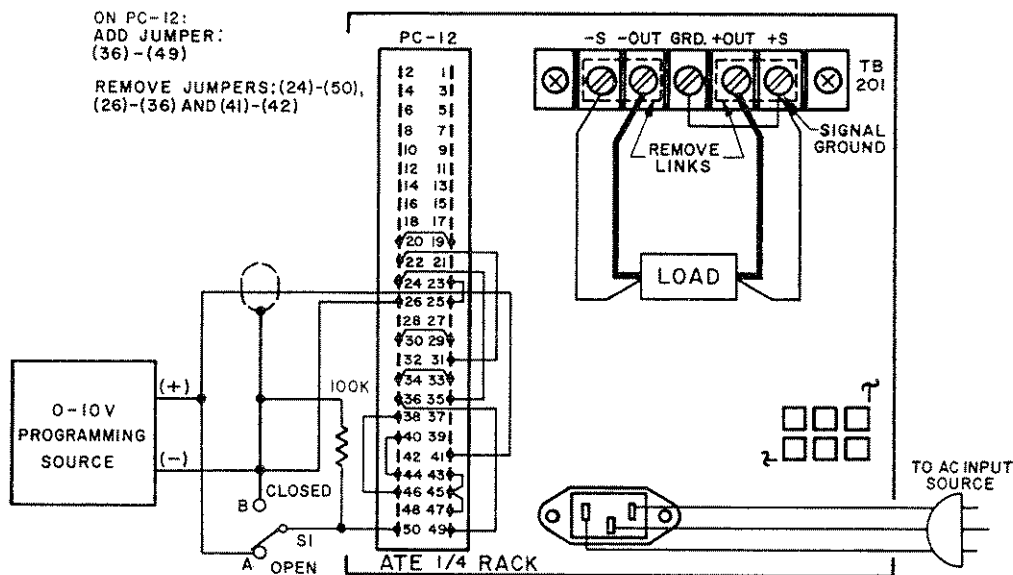 ON PC-12:
ADD JUMPER:
(36)-(49)
REMOVE JUMPERS:(24)-(50),
(26)-(36) AND (41)-(42)
PC-12
2 1
4 3
6 5
8 7
10 9
12 11
14 13
16 15
18 17
20 19
22 21
24 23
26 25
28 27
30 29
32 31
34 33
36 35
38 37
40 39
42 41
44 43
46 45
48 47
50 49
-S -OUT GRD. +OUT +S
TB
201
REMOVE
LINKS
SIGNAL
GROUND
LOAD
0-10V
PROGRAMMING
SOURCE
(+)
(-)
100K
B
CLOSED
S1
A
OPEN
ATE 1/4 RACK
TO AC INPUT
SOURCE